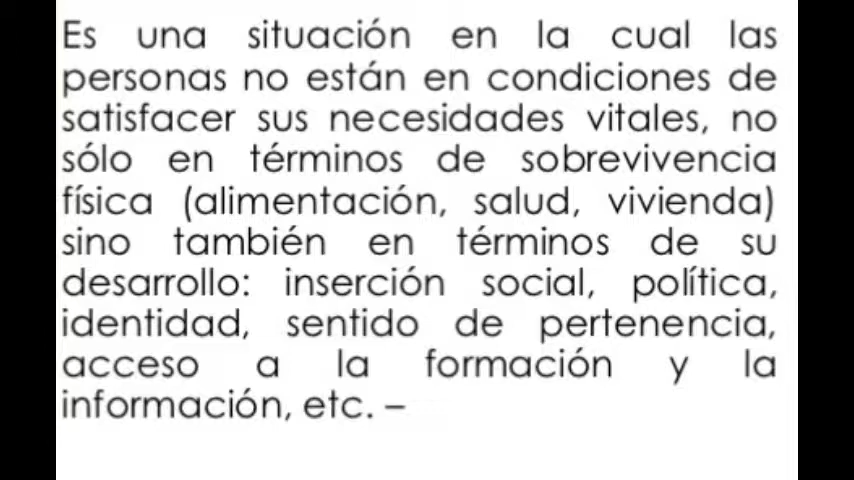 Es una situación en la cual las
personas no están en condiciones de
satisfacer sus necesidades vitales, no
sólo en términos de sobrevivencia
física (alimentación, salud, vivienda)
sino también en términos de su
desarrollo: inserción social, política,
identidad, sentido de pertenencia,
acceso a la formación y la
información, etc. –